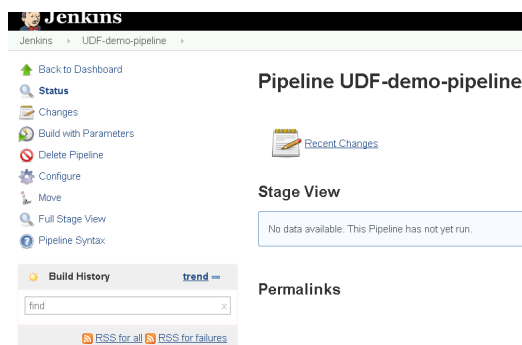 Jenkins
Jenkins › UDF-demo-pipeline ›
Back to Dashboard
Status
Changes
Build with Parameters
Delete Pipeline
Configure
Move
Full Stage View
Pipeline Syntax
Build History trend
find x
RSS for all RSS for failures
Pipeline UDF-demo-pipeline
Recent Changes
Stage View
No data available. This Pipeline has not yet run.
Permalinks